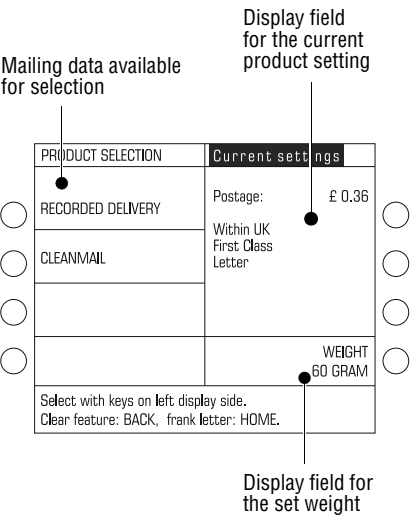 Display field
for the current
product setting
Mailing data available
for selection
PRODUCT SELECTION
Current settings
RECORDED DELIVERY
CLEANMAIL
Postage: £ 0.36
Within UK
First Class
Letter
WEIGHT
60 GRAM
Select with keys on left display side.
Clear feature: BACK, frank letter: HOME.
Display field for
the set weight